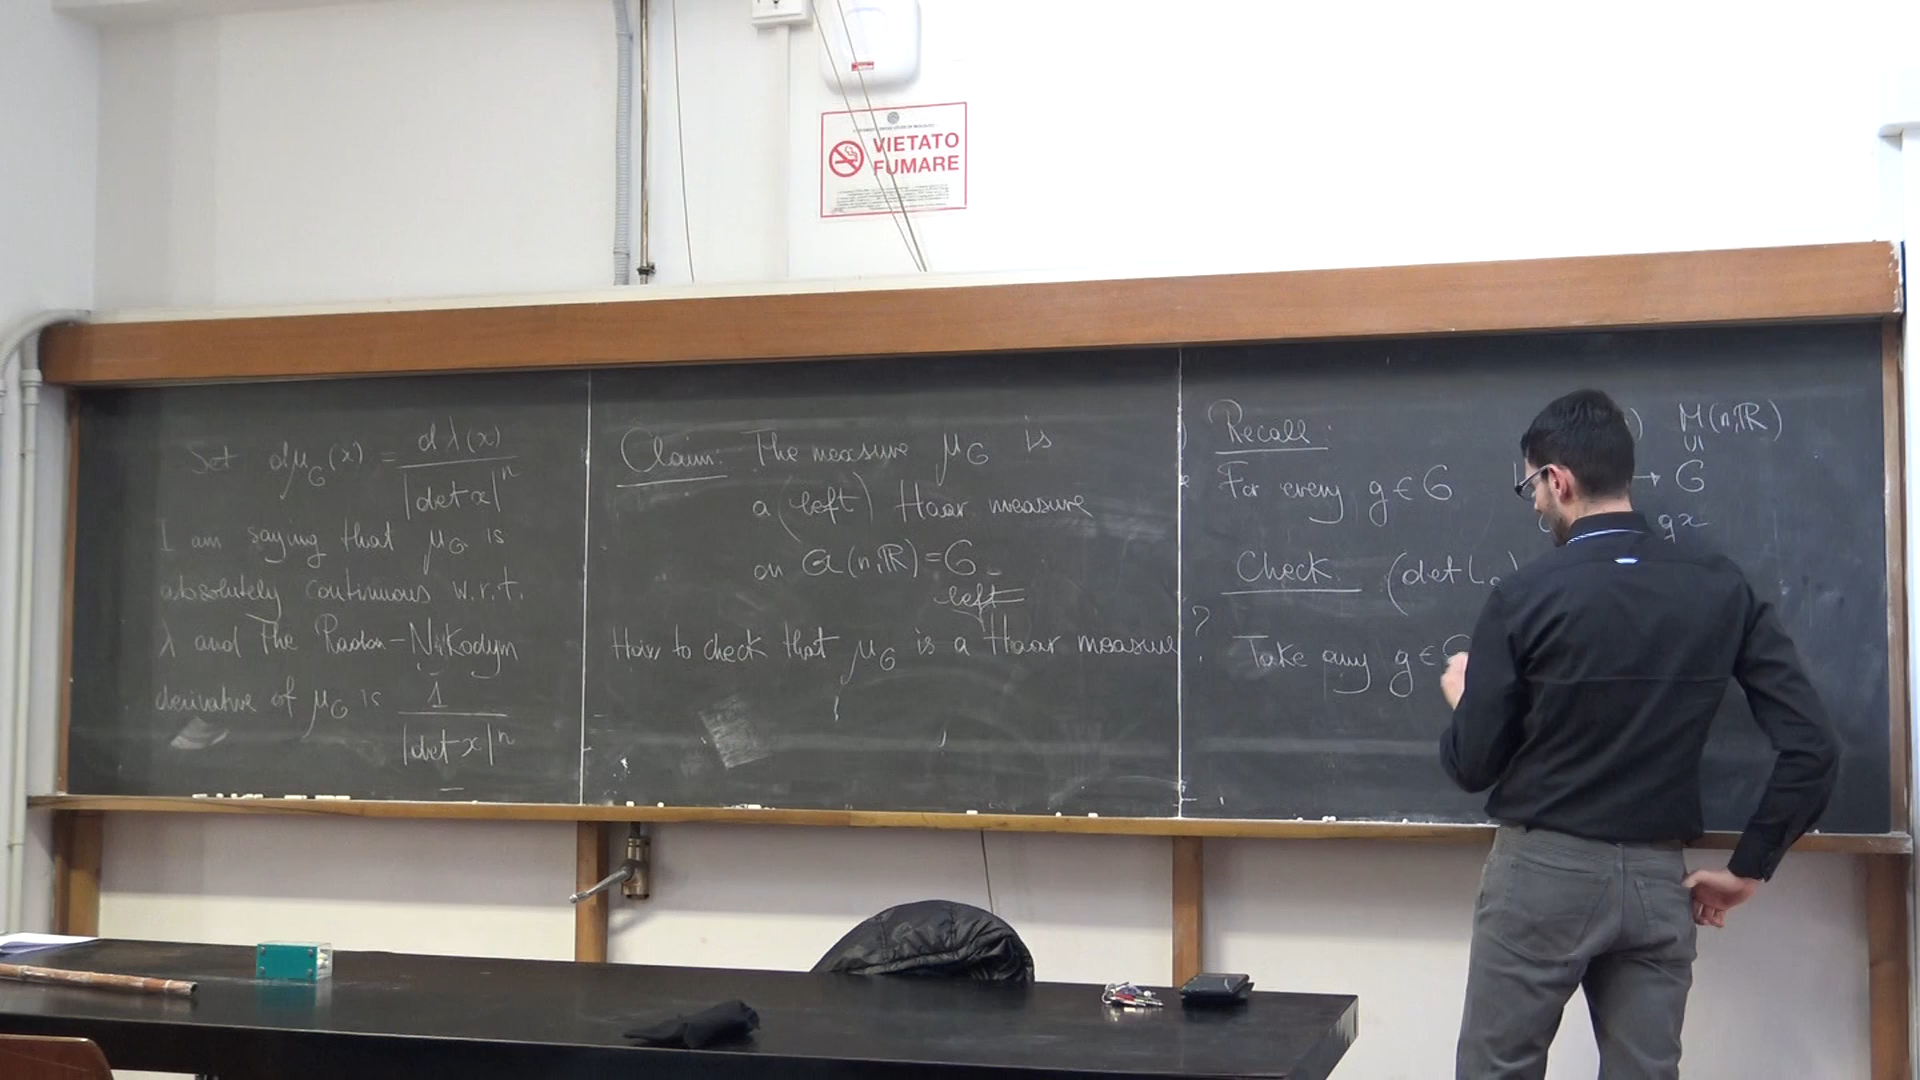 VIETATO
FUMARE
Set dμ_G(x) = dλ(x) / |det x|^n
I am saying that μ_G is
absolutely continuous w.r.t.
λ and the Radon-Nykodym
derivative of μ_G is 1 / |det x|^n
Claim: The measure μ_G is
a (left) Haar measure
on Gl(n,ℝ) = G
left
How to check that μ_G is a Haar measure ?
Recall:
M(n,ℝ)
For every g ∈ G
→ G
gx
Check (det L_g)
Take any g ∈ G